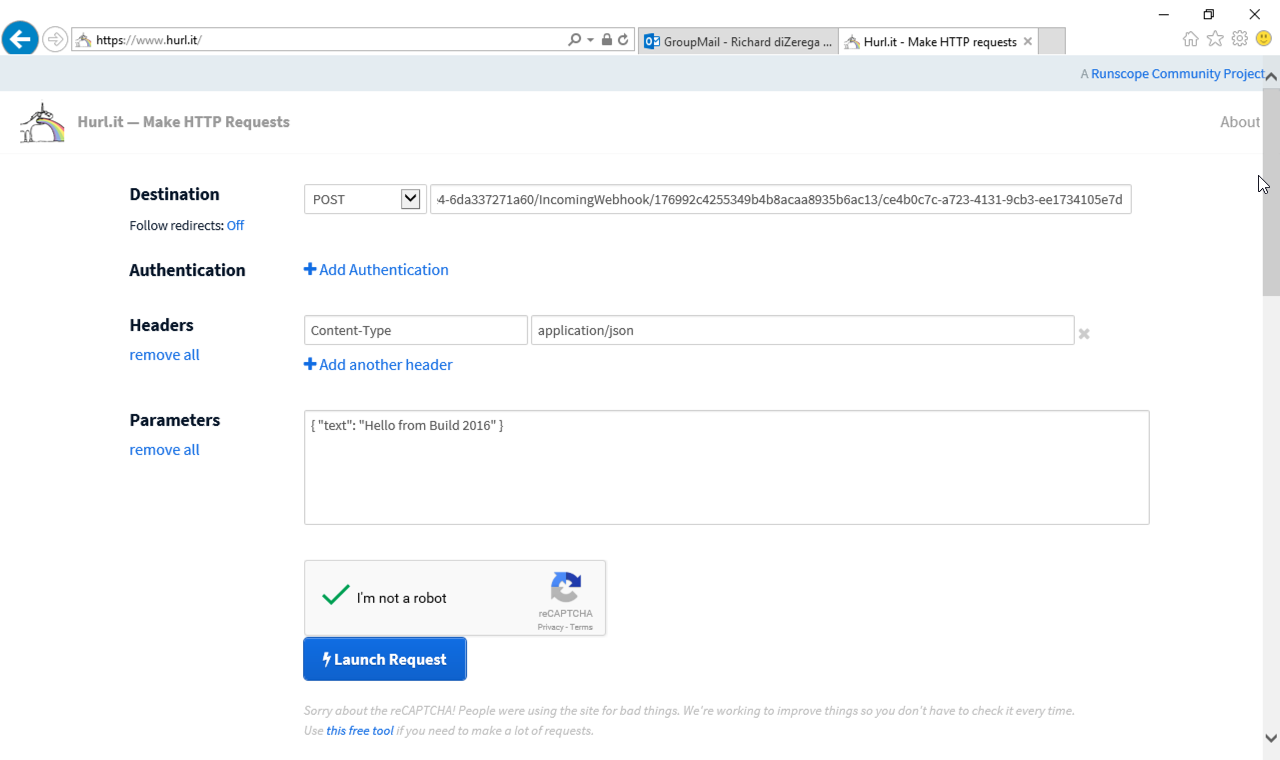 https://www.hurl.it/
GroupMail - Richard diZerega ...
Hurl.it - Make HTTP requests
A Runscope Community Project
Hurl.it — Make HTTP Requests
About
Destination
POST
4-6da337271a60/IncomingWebhook/176992c4255349b4b8acaa8935b6ac13/ce4b0c7c-a723-4131-9cb3-ee1734105e7d
Follow redirects: Off
Authentication
Add Authentication
Headers
Content-Type
application/json
remove all
Add another header
Parameters
{ "text": "Hello from Build 2016" }
remove all
I'm not a robot
reCAPTCHA
Privacy - Terms
Launch Request
Sorry about the reCAPTCHA! People were using the site for bad things. We're working to improve things so you don't have to check it every time.
Use this free tool if you need to make a lot of requests.